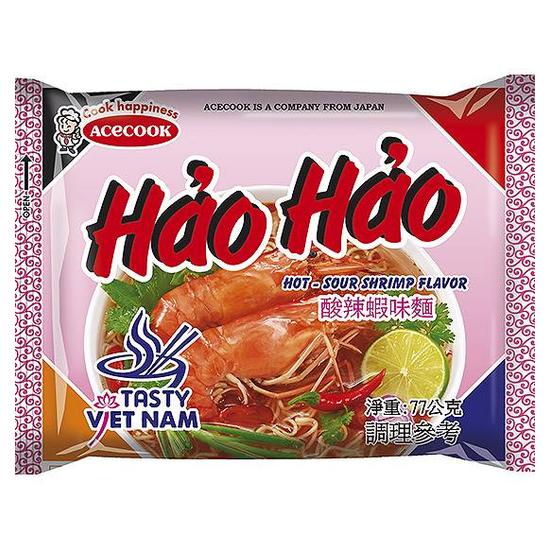 Cook happiness
ACECOOK
ACECOOK IS A COMPANY FROM JAPAN
OPEN
Hảo Hảo
HOT - SOUR SHRIMP FLAVOR
酸辣蝦味麵
TASTY
VIET NAM
淨重:77公克
調理參考